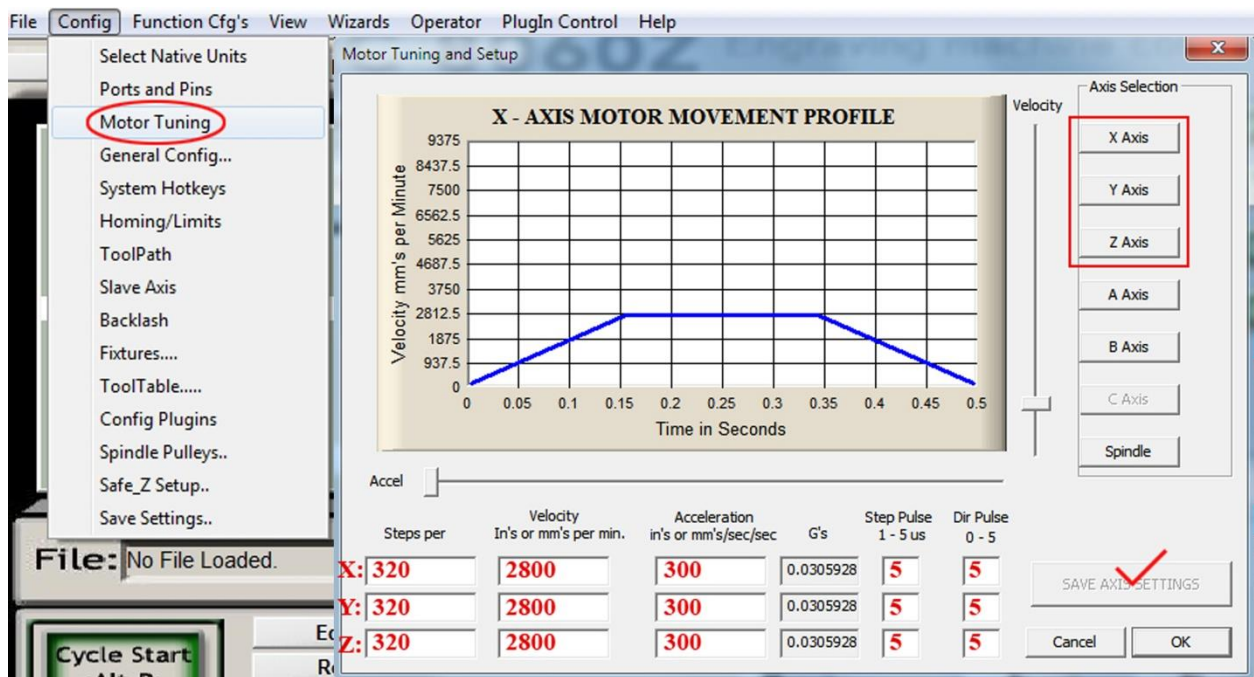 File Config Function Cfg's View Wizards Operator PlugIn Control Help
Select Native Units
Ports and Pins
Motor Tuning
General Config...
System Hotkeys
Homing/Limits
ToolPath
Slave Axis
Backlash
Fixtures....
ToolTable.....
Config Plugins
Spindle Pulleys..
Safe_Z Setup..
Save Settings..
File: No File Loaded.
Cycle Start
Motor Tuning and Setup
X - AXIS MOTOR MOVEMENT PROFILE
Velocity mm's per Minute
9375
8437.5
7500
6562.5
5625
4687.5
3750
2812.5
1875
937.5
0
0 0.05 0.1 0.15 0.2 0.25 0.3 0.35 0.4 0.45 0.5
Time in Seconds
Velocity
Accel
Axis Selection
X Axis
Y Axis
Z Axis
A Axis
B Axis
C Axis
Spindle
Steps per
Velocity
In's or mm's per min.
Acceleration
in's or mm's/sec/sec
G's
Step Pulse
1 - 5 us
Dir Pulse
0 - 5
X: 320 2800 300 0.0305928 5 5
Y: 320 2800 300 0.0305928 5 5
Z: 320 2800 300 0.0305928 5 5
SAVE AXIS SETTINGS
Cancel OK